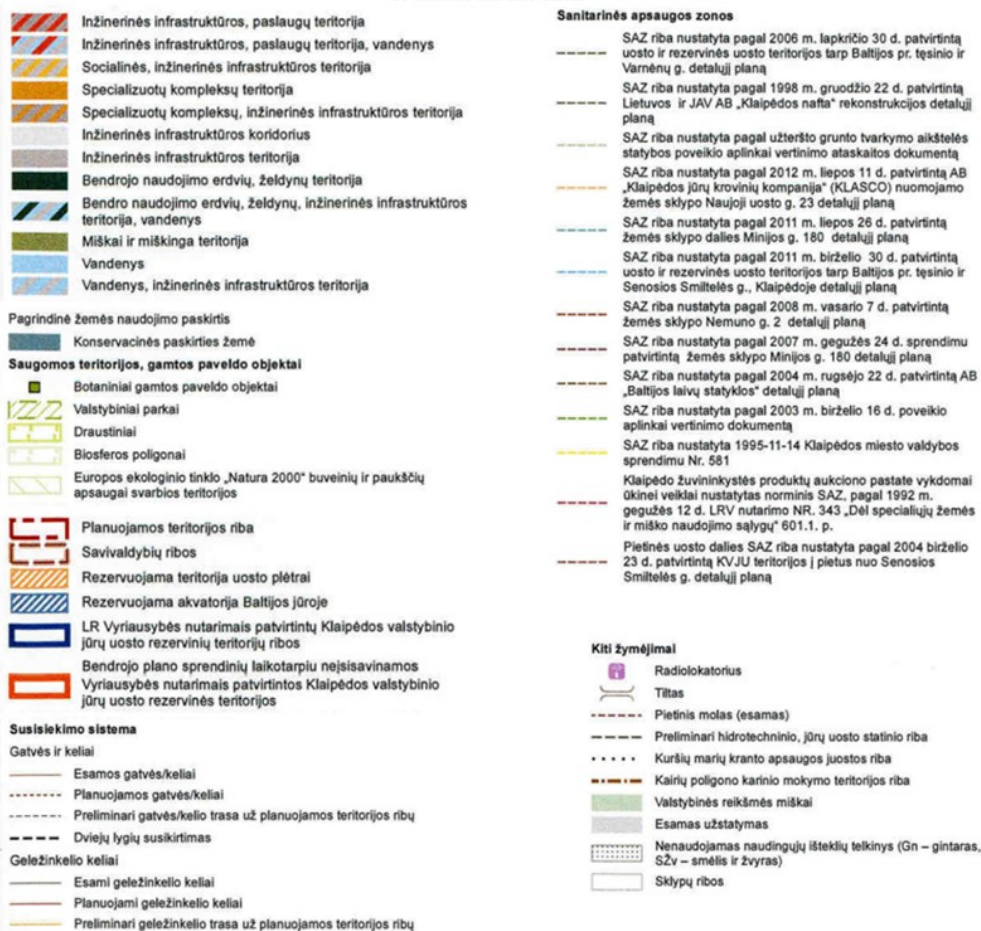 Inžinerinės infrastruktūros, paslaugų teritorija
Inžinerinės infrastruktūros, paslaugų teritorija, vandenys
Socialinės, inžinerinės infrastruktūros teritorija
Specializuotų kompleksų teritorija
Specializuotų kompleksų, inžinerinės infrastruktūros teritorija
Inžinerinės infrastruktūros koridorius
Inžinerinės infrastruktūros teritorija
Bendrojo naudojimo erdvių, želdynų teritorija
Bendro naudojimo erdvių, želdynų, inžinerinės infrastruktūros
teritorija, vandenys
Miškai ir miškinga teritorija
Vandenys
Vandenys, inžinerinės infrastruktūros teritorija
Pagrindinė žemės naudojimo paskirtis
Konservacinės paskirties žemė
Saugomos teritorijos, gamtos paveldo objektai
Botaniniai gamtos paveldo objektai
Valstybiniai parkai
Draustiniai
Biosferos poligonai
Europos ekologinio tinklo „Natura 2000" buveinių ir paukščių
apsaugai svarbios teritorijos
Planuojamos teritorijos riba
Savivaldybių ribos
Rezervuojama teritorija uosto plėtrai
Rezervuojama akvatorija Baltijos jūroje
LR Vyriausybės nutarimais patvirtintų Klaipėdos valstybinio
jūrų uosto rezervinių teritorijų ribos
Bendrojo plano sprendinių laikotarpiu neįsisavinamos
Vyriausybės nutarimais patvirtintos Klaipėdos valstybinio
jūrų uosto rezervinės teritorijos
Susisiekimo sistema
Gatvės ir keliai
Esamos gatvės/keliai
Planuojamos gatvės/keliai
Preliminari gatvės/kelio trasa už planuojamos teritorijos ribų
Dviejų lygių susikirtimas
Geležinkelio keliai
Esami geležinkelio keliai
Planuojami geležinkelio keliai
Preliminari geležinkelio trasa už planuojamos teritorijos ribų
Sanitarinės apsaugos zonos
SAZ riba nustatyta pagal 2006 m. lapkričio 30 d. patvirtintą
uosto ir rezervinės uosto teritorijos tarp Baltijos pr. tęsinio ir
Varnėnų g. detalųjį planą
SAZ riba nustatyta pagal 1998 m. gruodžio 22 d. patvirtintą
Lietuvos ir JAV AB „Klaipėdos nafta" rekonstrukcijos detalųjį
planą
SAZ riba nustatyta pagal užteršto grunto tvarkymo aikštelės
statybos poveikio aplinkai vertinimo ataskaitos dokumentą
SAZ riba nustatyta pagal 2012 m. liepos 11 d. patvirtintą AB
„Klaipėdos jūrų krovinių kompanija" (KLASCO) nuomojamo
žemės sklypo Naujoji uosto g. 23 detalųjį planą
SAZ riba nustatyta pagal 2011 m. liepos 26 d. patvirtintą
žemės sklypo dalies Minijos g. 180 detalųjį planą
SAZ riba nustatyta pagal 2011 m. birželio 30 d. patvirtintą
uosto ir rezervinės uosto teritorijos tarp Baltijos pr. tęsinio ir
Senosios Smiltelės g., Klaipėdoje detalųjį planą
SAZ riba nustatyta pagal 2008 m. vasario 7 d. patvirtintą
žemės sklypo Nemuno g. 2 detalųjį planą
SAZ riba nustatyta pagal 2007 m. gegužės 24 d. sprendimu
patvirtintą žemės sklypo Minijos g. 180 detalųjį planą
SAZ riba nustatyta pagal 2004 m. rugsėjo 22 d. patvirtintą AB
„Baltijos laivų statyklos" detalųjį planą
SAZ riba nustatyta pagal 2003 m. birželio 16 d. poveikio
aplinkai vertinimo dokumentą
SAZ riba nustatyta 1995-11-14 Klaipėdos miesto valdybos
sprendimu Nr. 581
Klaipėdo žuvininkystės produktų aukciono pastate vykdomai
ūkinei veiklai nustatytas norminis SAZ, pagal 1992 m.
gegužės 12 d. LRV nutarimo NR. 343 „Dėl specialiųjų žemės
ir miško naudojimo sąlygų" 601.1. p.
Pietinės uosto dalies SAZ riba nustatyta pagal 2004 birželio
23 d. patvirtintą KVJU teritorijos į pietus nuo Senosios
Smiltelės g. detalųjį planą
Kiti žymėjimai
Radiolokatorius
Tiltas
Pietinis molas (esamas)
Preliminari hidrotechninio, jūrų uosto statinio riba
Kuršių marių kranto apsaugos juostos riba
Kairių poligono karinio mokymo teritorijos riba
Valstybinės reikšmės miškai
Esamas užstatymas
Nenaudojamas naudingųjų išteklių telkinys (Gn – gintaras,
SŽv – smėlis ir žvyras)
Sklypų ribos